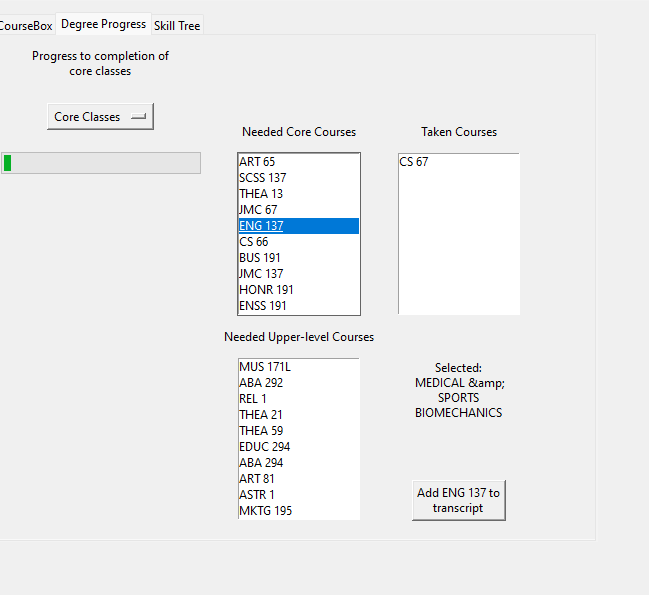 CourseBox Degree Progress Skill Tree
Progress to completion of
core classes
Core Classes
Needed Core Courses
ART 65
SCSS 137
THEA 13
JMC 67
ENG 137
CS 66
BUS 191
JMC 137
HONR 191
ENSS 191
Taken Courses
CS 67
Needed Upper-level Courses
MUS 171L
ABA 292
REL 1
THEA 21
THEA 59
EDUC 294
ABA 294
ART 81
ASTR 1
MKTG 195
Selected:
MEDICAL &amp;
SPORTS
BIOMECHANICS
Add ENG 137 to
transcript